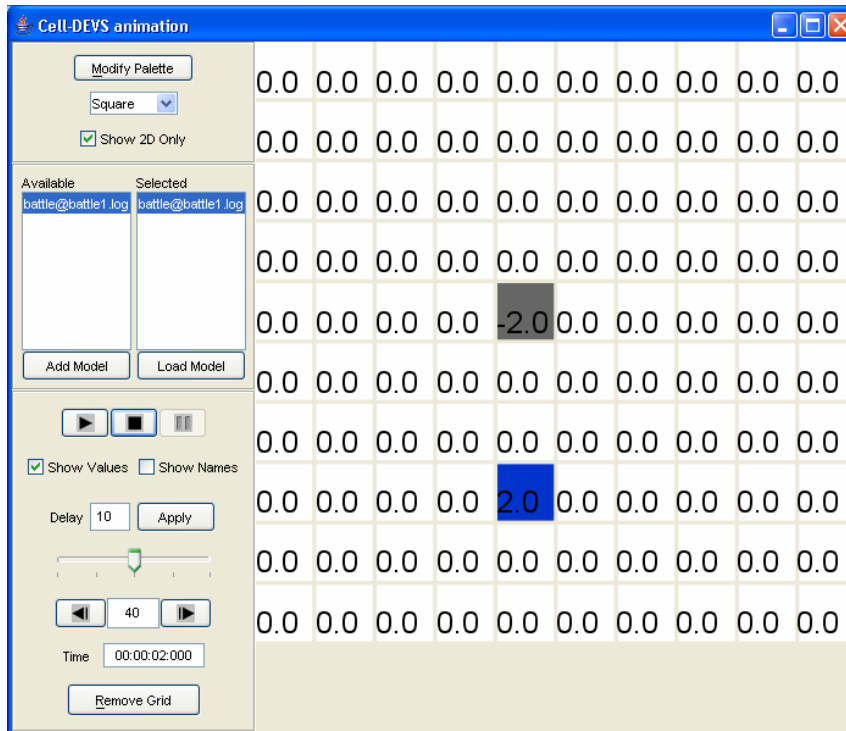 Cell-DEVS animation
Modify Palette
Square
Show 2D Only
Available Selected
battle@battle1.log battle@battle1.log
Add Model Load Model
Show Values Show Names
Delay 10 Apply
40
Time 00:00:02:000
Remove Grid
0.0 0.0 0.0 0.0 0.0 0.0 0.0 0.0 0.0 0.0
0.0 0.0 0.0 0.0 0.0 0.0 0.0 0.0 0.0 0.0
0.0 0.0 0.0 0.0 0.0 0.0 0.0 0.0 0.0 0.0
0.0 0.0 0.0 0.0 0.0 0.0 0.0 0.0 0.0 0.0
0.0 0.0 0.0 0.0 -2.0 0.0 0.0 0.0 0.0 0.0
0.0 0.0 0.0 0.0 0.0 0.0 0.0 0.0 0.0 0.0
0.0 0.0 0.0 0.0 0.0 0.0 0.0 0.0 0.0 0.0
0.0 0.0 0.0 0.0 2.0 0.0 0.0 0.0 0.0 0.0
0.0 0.0 0.0 0.0 0.0 0.0 0.0 0.0 0.0 0.0
0.0 0.0 0.0 0.0 0.0 0.0 0.0 0.0 0.0 0.0